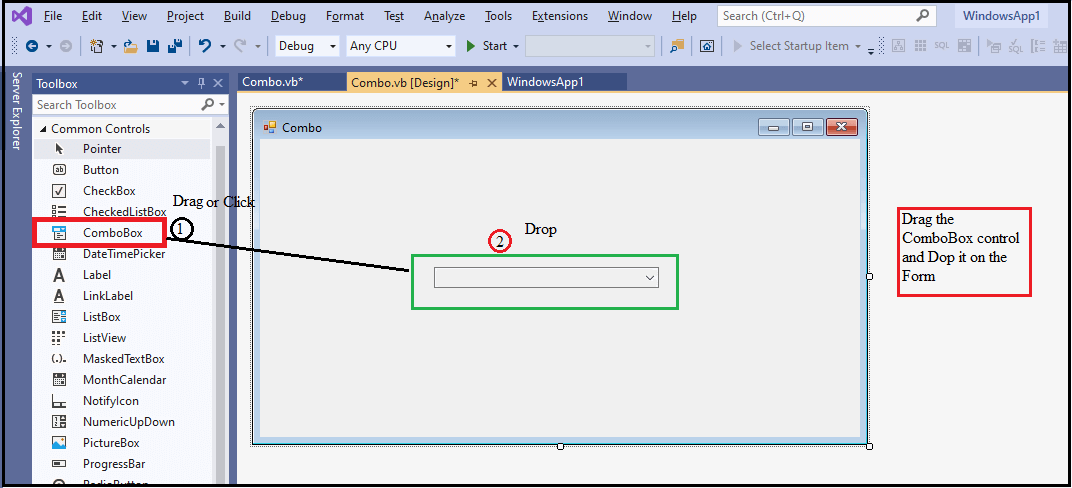 File Edit View Project Build Debug Format Test Analyze Tools Extensions Window Help Search (Ctrl+Q) WindowsApp1
Debug Any CPU Start Select Startup Item SQL SQL
Server Explorer
Toolbox
Combo.vb* Combo.vb [Design]* WindowsApp1
Search Toolbox
Common Controls
Combo
Pointer
Button
CheckBox
CheckedListBox
ComboBox
DateTimePicker
Label
LinkLabel
ListBox
ListView
MaskedTextBox
MonthCalendar
NotifyIcon
NumericUpDown
PictureBox
ProgressBar
RadioButton
Drag or Click
1
2
Drop
Drag the
ComboBox control
and Dop it on the
Form